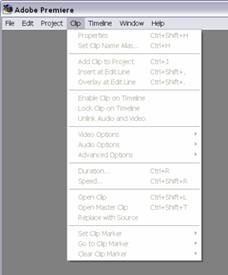 Adobe Premiere
File Edit Project Clip Timeline Window Help
Properties Ctrl+Shift+H
Set Clip Name Alias... Ctrl+H
Add Clip to Project Ctrl+J
Insert at Edit Line Ctrl+Shift+,
Overlay at Edit Line Ctrl+Shift+.
Enable Clip on Timeline
Lock Clip on Timeline
Unlink Audio and Video
Video Options
Audio Options
Advanced Options
Duration... Ctrl+R
Speed... Ctrl+Shift+R
Open Clip Ctrl+Shift+L
Open Master Clip Ctrl+Shift+T
Replace with Source
Set Clip Marker
Go to Clip Marker
Clear Clip Marker